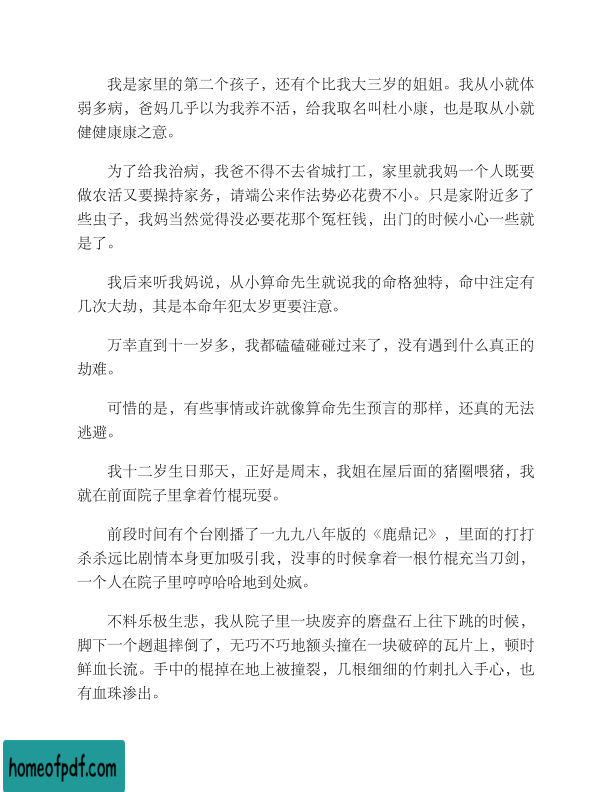 我是家里的第二个孩子，还有个比我大三岁的姐姐。我从小就体
弱多病，爸妈几乎以为我养不活，给我取名叫杜小康，也是取从小就
健健康康之意。
为了给我治病，我爸不得不去省城打工，家里就我妈一个人既要
做农活又要操持家务，请端公来作法势必花费不小。只是家附近多了
些虫子，我妈当然觉得没必要花那个冤枉钱，出门的时候小心一些就
是了。
我后来听我妈说，从小算命先生就说我的命格独特，命中注定有
几次大劫，其是本命年犯太岁更要注意。
万幸直到十一岁多，我都磕磕碰碰过来了，没有遇到什么真正的
劫难。
可惜的是，有些事情或许就像算命先生预言的那样，还真的无法
逃避。
我十二岁生日那天，正好是周末，我姐在屋后面的猪圈喂猪，我
就在前面院子里拿着竹棍玩耍。
前段时间有个台刚播了一九九八年版的《鹿鼎记》，里面的打打
杀杀远比剧情本身更加吸引我，没事的时候拿着一根竹棍充当刀剑，
一个人在院子里哼哼哈哈地到处疯。
不料乐极生悲，我从院子里一块废弃的磨盘石上往下跳的时候，
脚下一个趔趄摔倒了，无巧不巧地额头撞在一块破碎的瓦片上，顿时
鲜血长流。手中的棍掉在地上被撞裂，几根细细的竹刺扎入手心，也
有血珠渗出。
homeofpdf.com